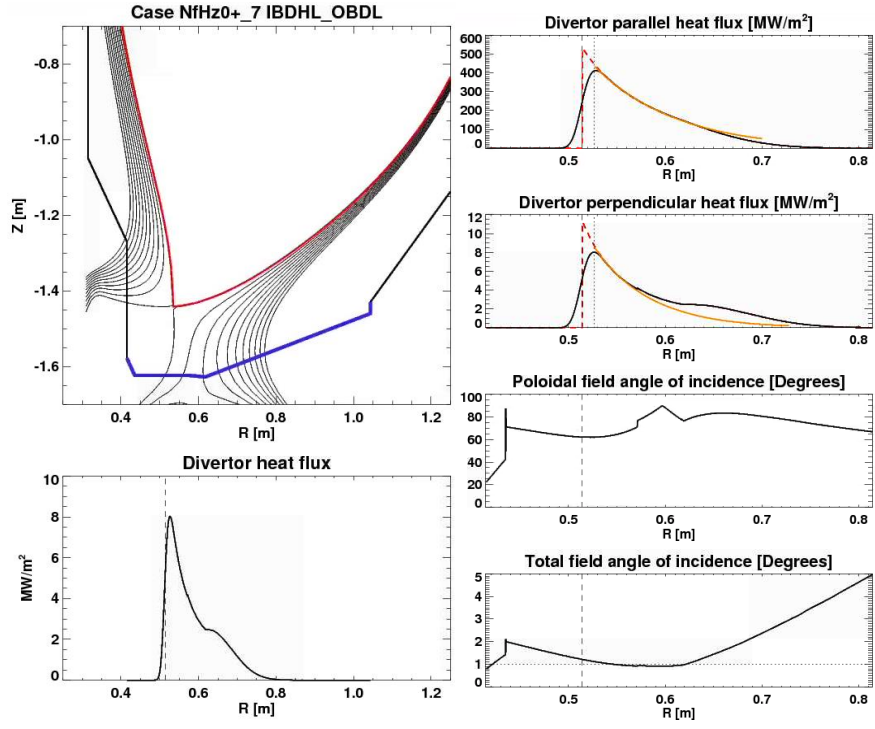 Case NfHz0+_7 IBDHL_OBDL
-0.8
-1.0
-1.2
-1.4
-1.6
Z [m]
0.4 0.6 0.8 1.0 1.2
R [m]
Divertor heat flux
10
8
6
4
2
0
MW/m²
0.4 0.6 0.8 1.0 1.2
R [m]
Divertor parallel heat flux [MW/m²]
600
500
400
300
200
100
0
0.5 0.6 0.7 0.8
R [m]
Divertor perpendicular heat flux [MW/m²]
12
10
8
6
4
2
0
0.5 0.6 0.7 0.8
R [m]
Poloidal field angle of incidence [Degrees]
100
80
60
40
20
0
0.5 0.6 0.7 0.8
R [m]
Total field angle of incidence [Degrees]
5
4
3
2
1
0
0.5 0.6 0.7 0.8
R [m]